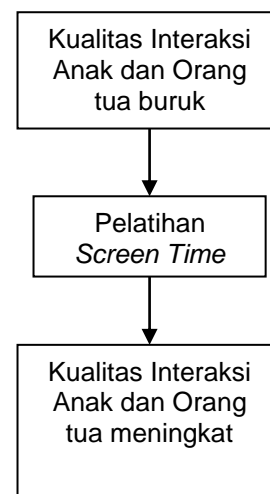 Kualitas Interaksi
Anak dan Orang
tua buruk
Pelatihan
Screen Time
Kualitas Interaksi
Anak dan Orang
tua meningkat